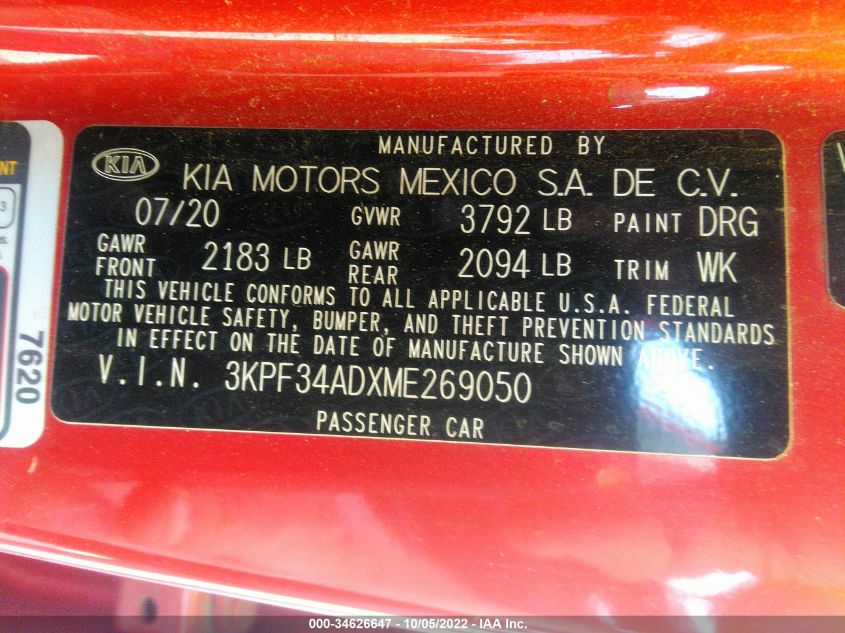 MANUFACTURED BY
KIA KIA MOTORS MEXICO S.A. DE C.V.
07/20 GVWR 3792 LB PAINT DRG
GAWR FRONT 2183 LB GAWR REAR 2094 LB TRIM WK
THIS VEHICLE CONFORMS TO ALL APPLICABLE U.S.A. FEDERAL
MOTOR VEHICLE SAFETY, BUMPER, AND THEFT PREVENTION STANDARDS
IN EFFECT ON THE DATE OF MANUFACTURE SHOWN ABOVE.
V.I.N. 3KPF34ADXME269050
PASSENGER CAR
NT
3
S.
7620
000-34626647 - 10/05/2022 - IAA Inc.